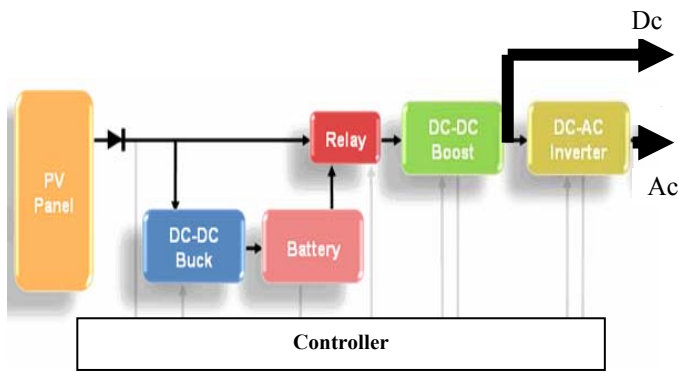 Dc
PV
Panel
Relay
DC-DC
Boost
DC-AC
Inverter
Ac
DC-DC
Buck
Battery
Controller